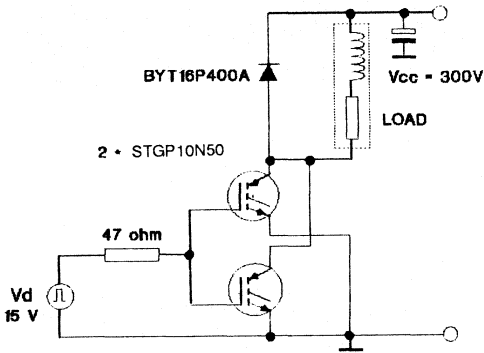 BYT16P400A
Vcc = 300V
LOAD
2 * STGP10N50
47 ohm
Vd
15 V